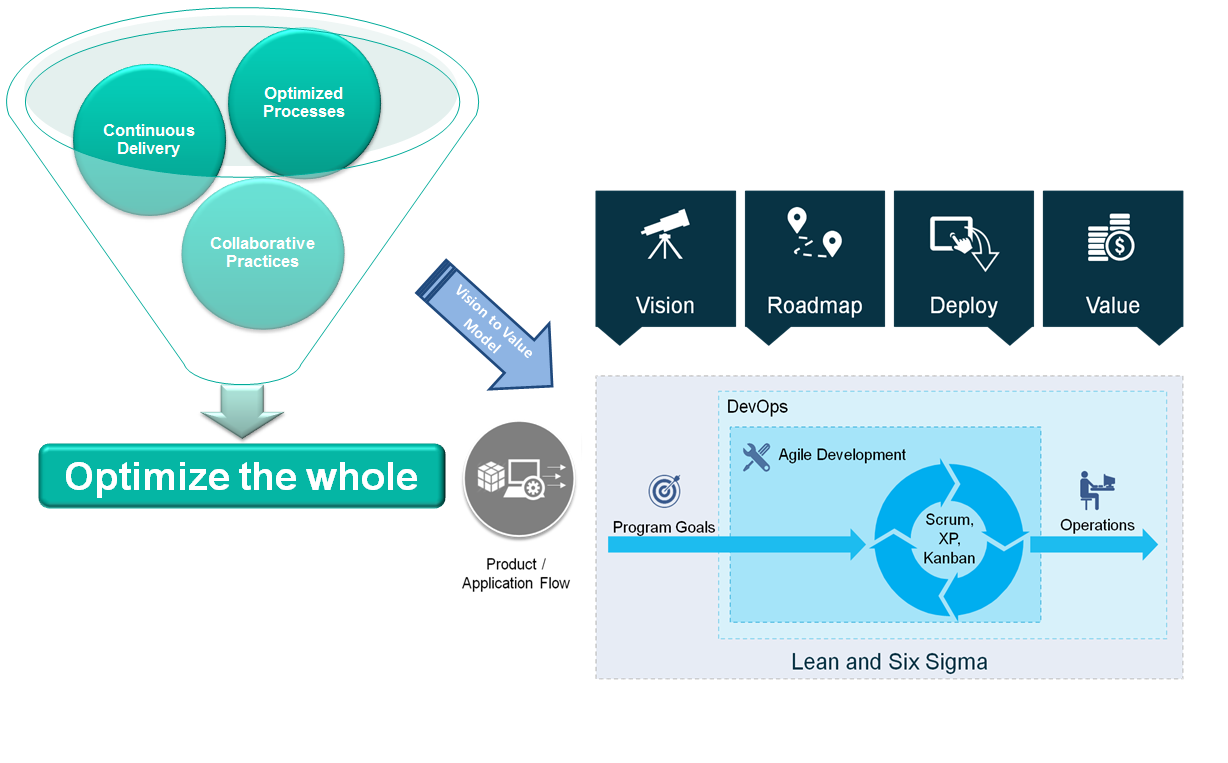 Optimized
Processes
Continuous
Delivery
Collaborative
Practices
Optimize the whole
Vision to Value
Model
Product /
Application Flow
Vision
Roadmap
Deploy
$
Value
DevOps
Agile Development
Program Goals
Scrum,
XP,
Kanban
Operations
Lean and Six Sigma